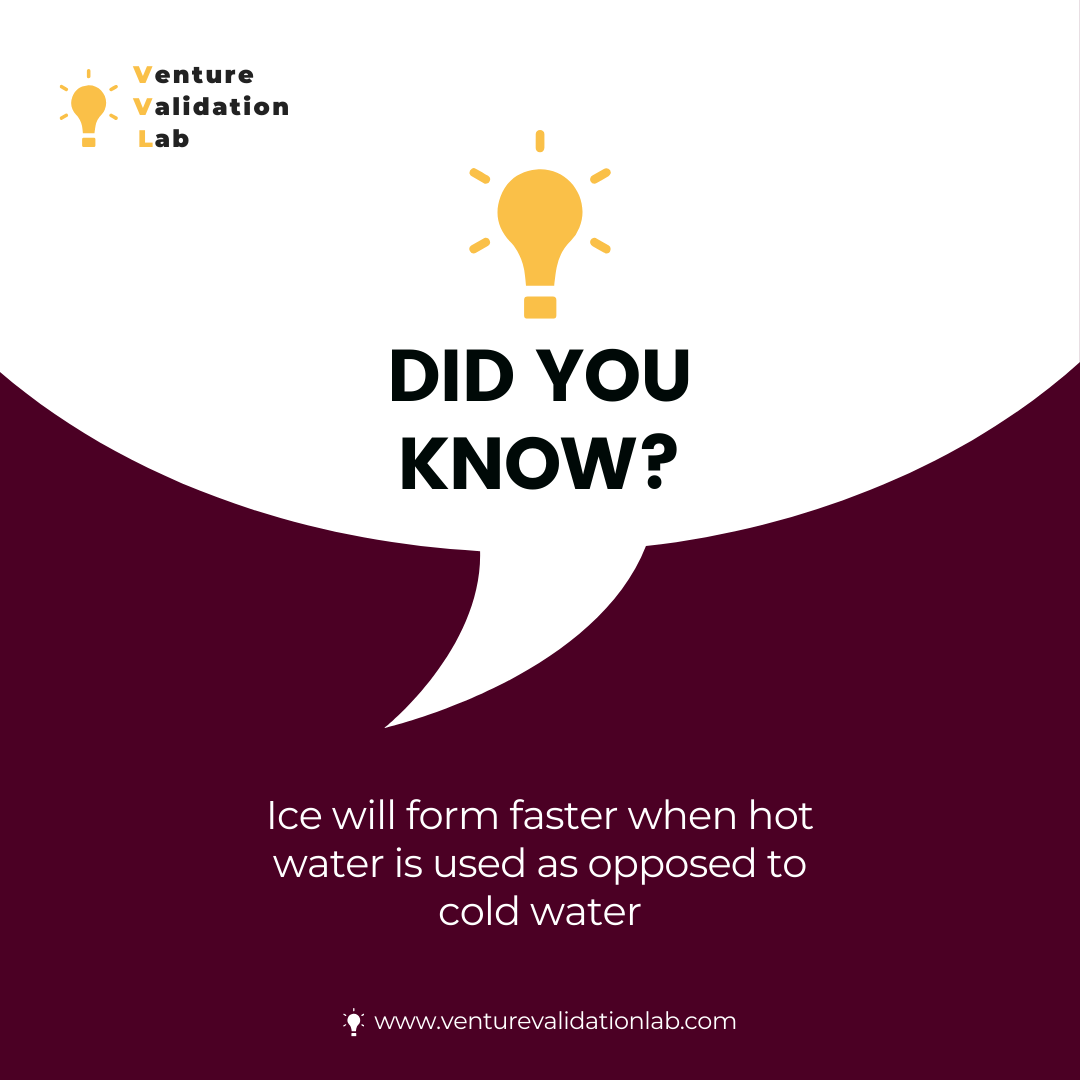 Venture
Validation
Lab
DID YOU
KNOW?
Ice will form faster when hot
water is used as opposed to
cold water
www.venturevalidationlab.com